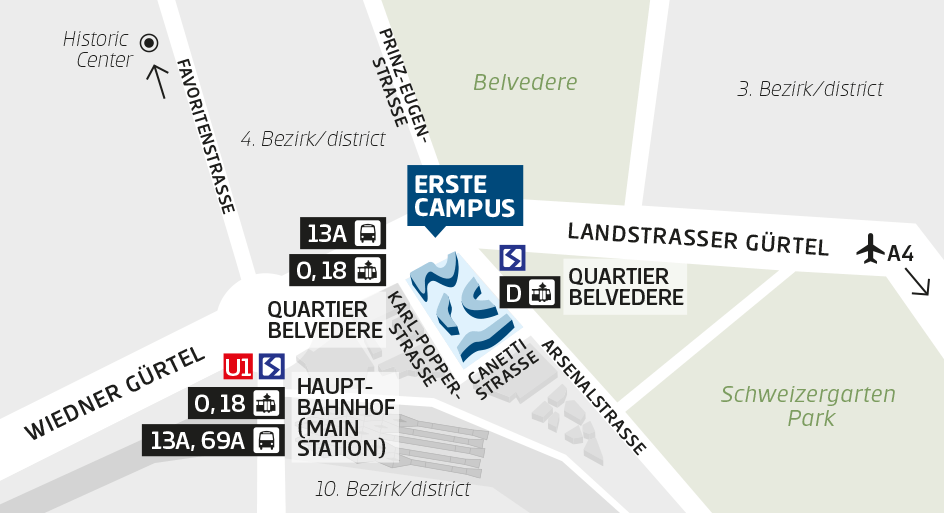 Historic
Center
FAVORITENSTRASSE
PRINZ-EUGEN-
STRASSE
Belvedere
3. Bezirk/district
4. Bezirk/district
ERSTE
CAMPUS
LANDSTRASSER GÜRTEL
A4
13A
O, 18
QUARTIER
BELVEDERE
D
QUARTIER
BELVEDERE
KARL-POPPER-
STRASSE
CANETTI
STRASSE
ARSENALSTRASSE
WIEDNER GÜRTEL
U1
O, 18
13A, 69A
HAUPT-
BAHNHOF
(MAIN
STATION)
Schweizergarten
Park
10. Bezirk/district